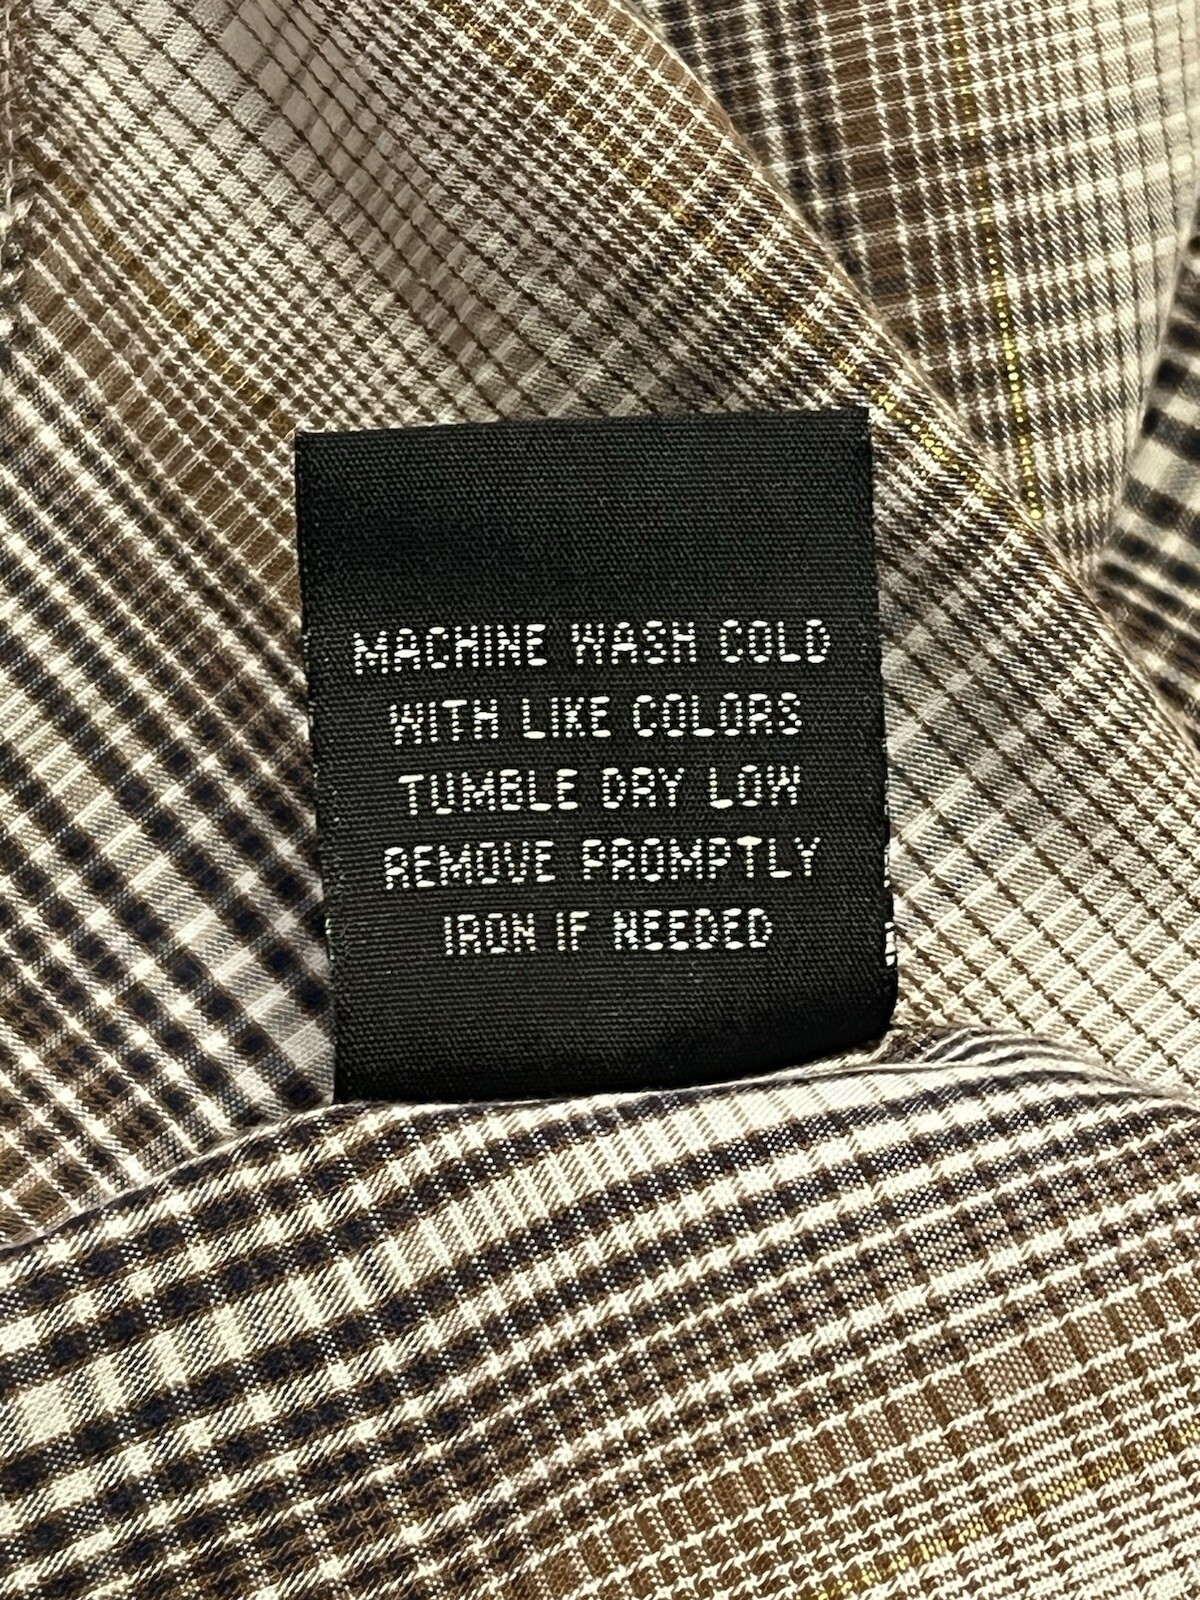 MACHINE WASH COLD
WITH LIKE COLORS
TUMBLE DRY LOW
REMOVE PROMPTLY
IRON IF NEEDED